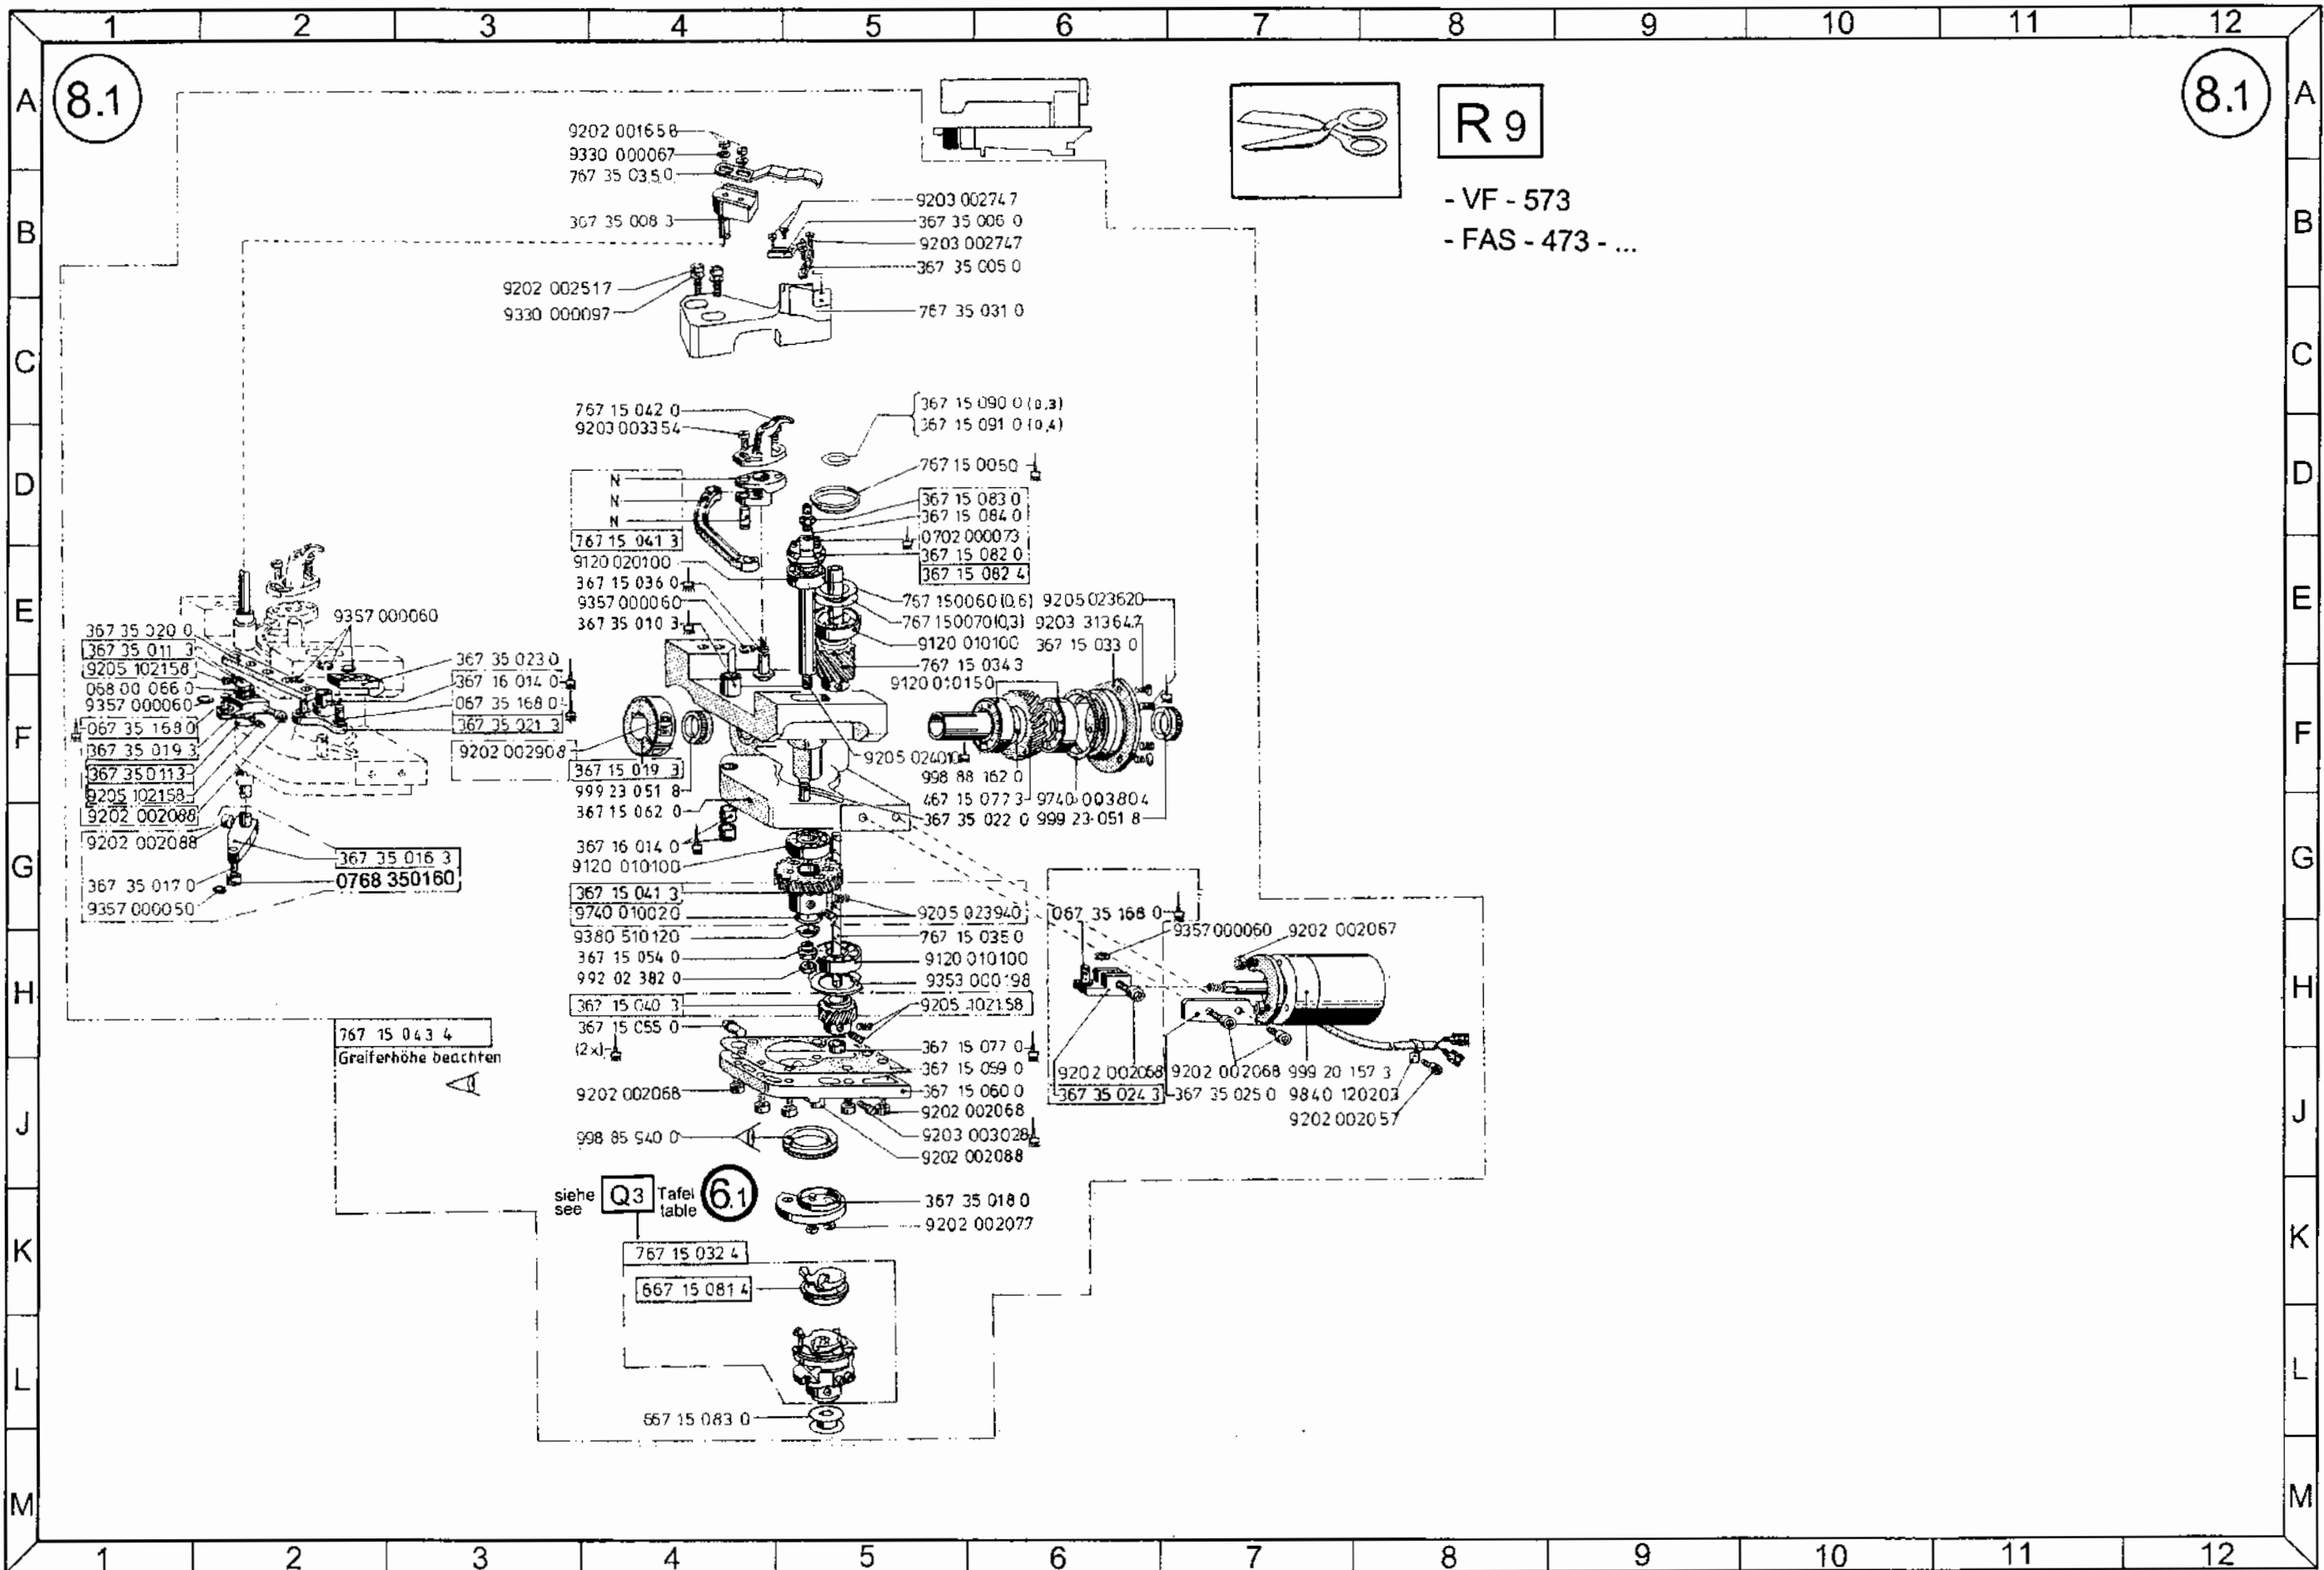 1 2 3 4 5 6 7 8 9 10 11 12
A
B
C
D
E
F
G
H
J
K
L
M
8.1
R 9
8.1
- VF - 573
- FAS - 473 - ...
9202 001658
9330 000067
767 35 035 0
367 35 008 3
9203 002747
367 35 006 0
9203 002747
367 35 005 0
9202 002517
9330 000097
767 35 031 0
767 15 042 0
9203 003354
367 15 090 0 (0,3)
367 15 091 0 (0,4)
767 15 005 0
N
N
N
767 15 041 3
367 15 083 0
367 15 084 0
0702 000073
367 15 082 0
367 15 082 4
9120 020100
367 15 036 0
9357 000060
367 35 010 3
767 15 006 0 (0,6)
767 15 007 0 (0,3)
9120 010100
767 15 034 3
9120 010150
9205 023620
9203 313647
367 15 033 0
9357 000060
367 35 020 0
367 35 011 3
9205 102158
068 00 066 0
9357 000060
067 35 168 0
367 35 019 3
367 35 011 3
9205 102158
9202 002088
9202 002088
367 35 017 0
9357 000050
367 35 023 0
367 16 014 0
067 35 168 0
367 35 021 3
9202 002908
367 35 016 3
0768 350160
367 15 019 3
999 23 051 8
367 15 062 0
9205 024010
998 88 162 0
467 15 077 3
9740 003804
367 35 022 0
999 23 051 8
367 16 014 0
9120 010100
367 15 041 3
9740 010020
9380 510120
367 15 054 0
992 02 382 0
367 15 040 3
367 15 055 0
(2x)
9205 023940
767 15 035 0
9120 010100
9353 000198
9205 102158
367 15 077 0
367 15 059 0
367 15 060 0
9202 002068
9202 002068
9203 003028
9202 002088
998 85 940 0
067 35 168 0
9357 000060
9202 002067
9202 002068
367 35 024 3
9202 002068
367 35 025 0
999 20 157 3
9840 120203
9202 002057
767 15 043 4
Greiferhöhe beachten
siehe Q3 Tafel 6.1
see table
367 35 018 0
9202 002077
767 15 032 4
667 15 081 4
667 15 083 0
A
B
C
D
E
F
G
H
J
K
L
M
1 2 3 4 5 6 7 8 9 10 11 12